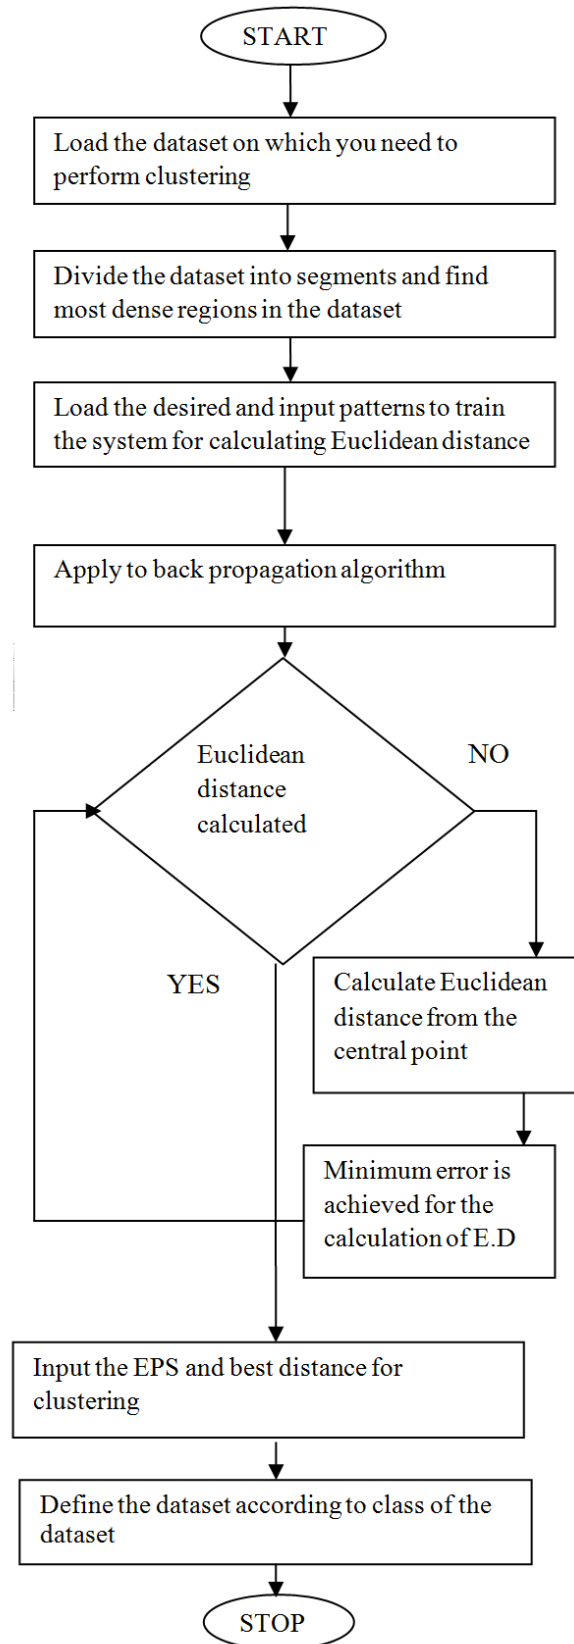 START
Load the dataset on which you need to
perform clustering
Divide the dataset into segments and find
most dense regions in the dataset
Load the desired and input patterns to train
the system for calculating Euclidean distance
Apply to back propagation algorithm
Euclidean
distance
calculated
NO
YES
Calculate Euclidean
distance from the
central point
Minimum error is
achieved for the
calculation of E.D
Input the EPS and best distance for
clustering
Define the dataset according to class of the
dataset
STOP